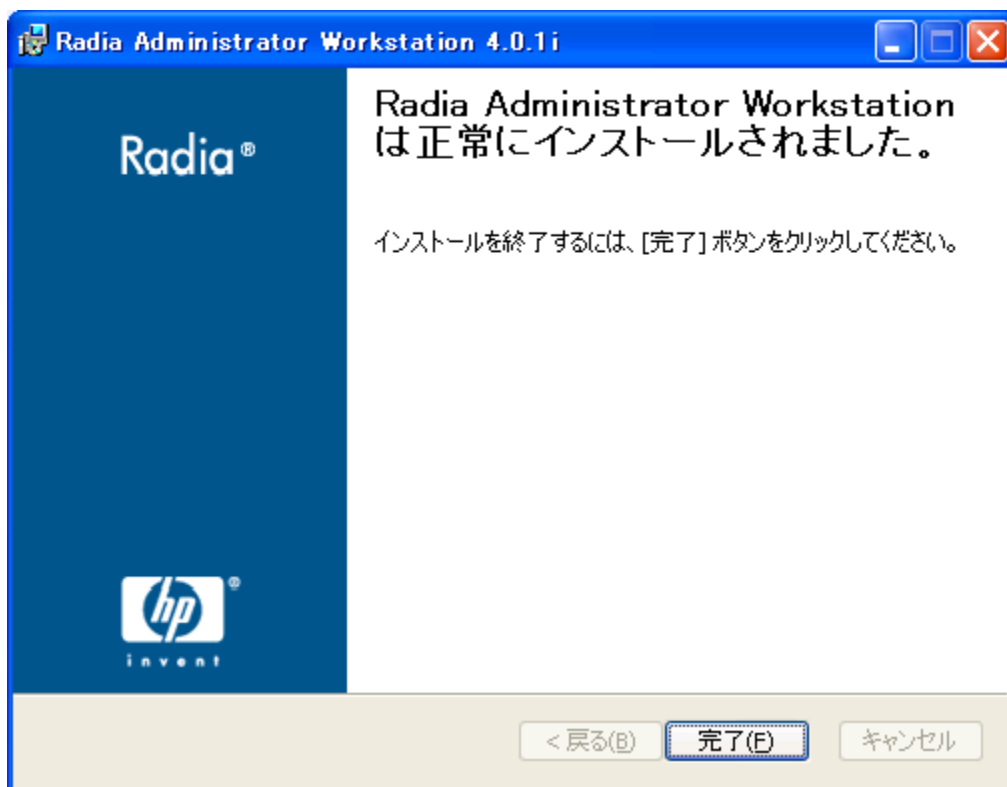 Radia Administrator Workstation 4.0.1i
Radia®
Radia Administrator Workstation
は正常にインストールされました。
インストールを終了するには、[完了] ボタンをクリックしてください。
hp®
invent
< 戻る(B)
完了(F)
キャンセル